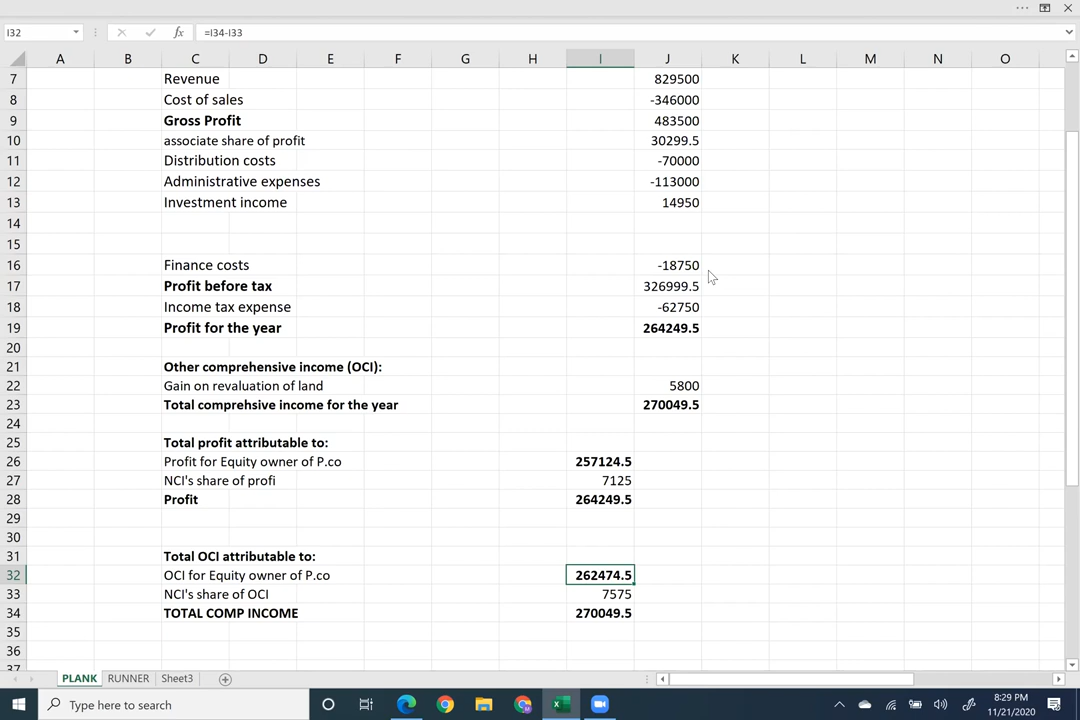 I32 fx =I34-I33
A B C D E F G H I J K L M N O
7 Revenue 829500
8 Cost of sales -346000
9 Gross Profit 483500
10 associate share of profit 30299.5
11 Distribution costs -70000
12 Administrative expenses -113000
13 Investment income 14950
14
15
16 Finance costs -18750
17 Profit before tax 326999.5
18 Income tax expense -62750
19 Profit for the year 264249.5
20
21 Other comprehensive income (OCI):
22 Gain on revaluation of land 5800
23 Total comprehsive income for the year 270049.5
24
25 Total profit attributable to:
26 Profit for Equity owner of P.co 257124.5
27 NCI's share of profi 7125
28 Profit 264249.5
29
30
31 Total OCI attributable to:
32 OCI for Equity owner of P.co 262474.5
33 NCI's share of OCI 7575
34 TOTAL COMP INCOME 270049.5
35
36
37
PLANK RUNNER Sheet3
Type here to search
8:29 PM
11/21/2020